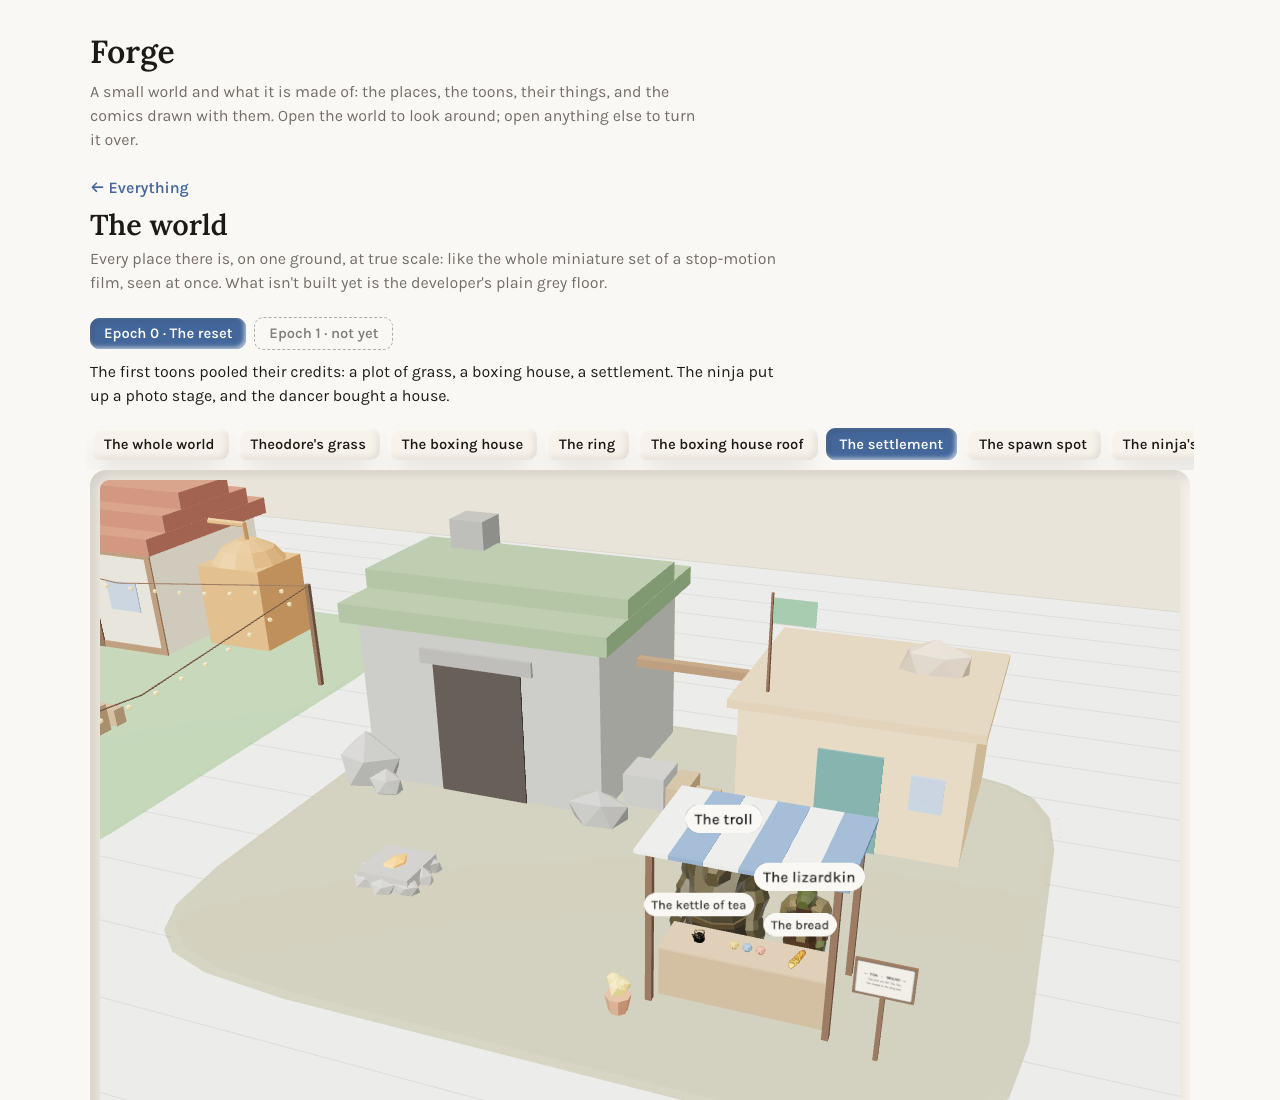 Forge
A small world and what it is made of: the places, the toons, their things, and the
comics drawn with them. Open the world to look around; open anything else to turn
it over.
← Everything
The world
Every place there is, on one ground, at true scale: like the whole miniature set of a stop-motion
film, seen at once. What isn't built yet is the developer's plain grey floor.
Epoch 0 · The reset
Epoch 1 · not yet
The first toons pooled their credits: a plot of grass, a boxing house, a settlement. The ninja put
up a photo stage, and the dancer bought a house.
The whole world
Theodore's grass
The boxing house
The ring
The boxing house roof
The settlement
The spawn spot
The ninja's
The troll
The lizardkin
The kettle of tea
The bread